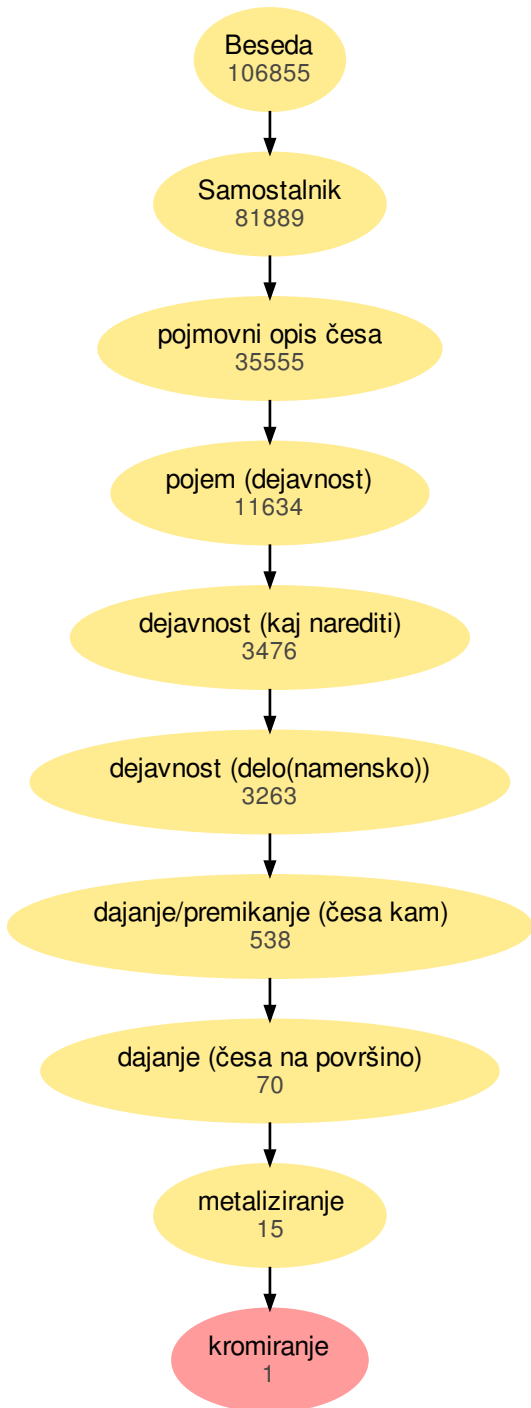 Beseda
106855
Samostalnik
81889
pojmovni opis česa
35555
pojem (dejavnost)
11634
dejavnost (kaj narediti)
3476
dejavnost (delo(namensko))
3263
dajanje/premikanje (česa kam)
538
dajanje (česa na površino)
70
metaliziranje
15
kromiranje
1